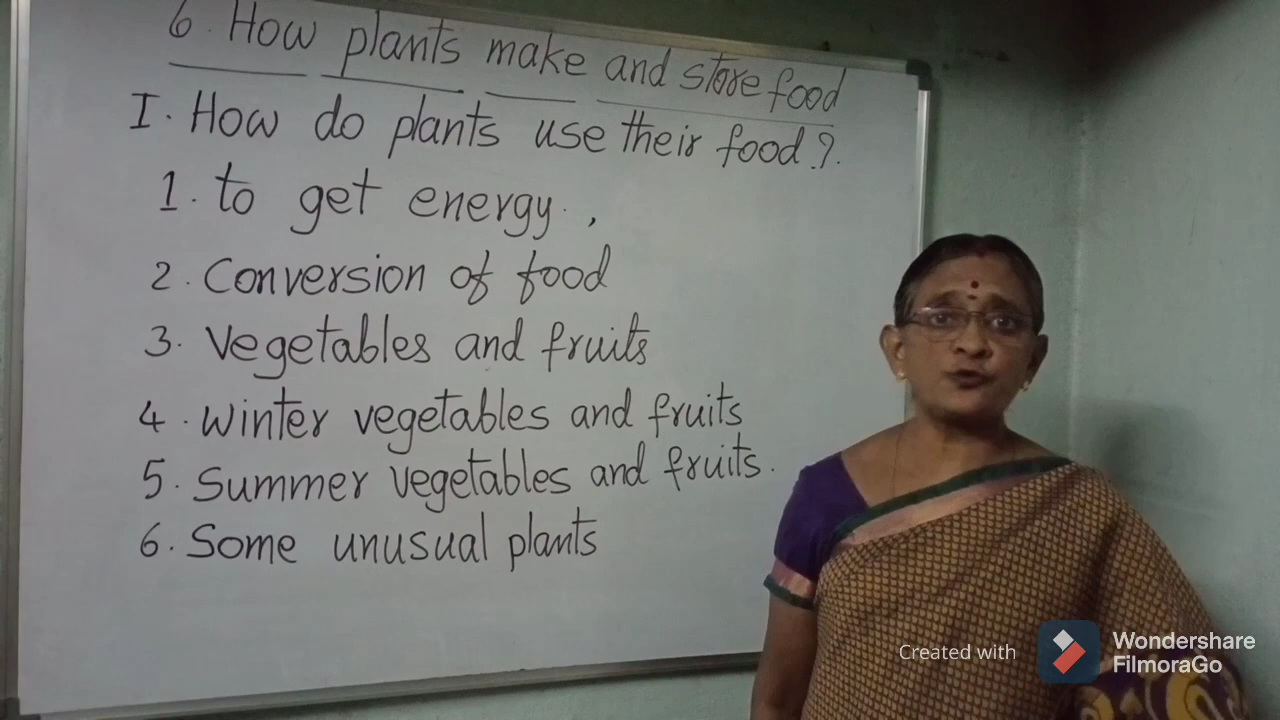 6. How plants make and store food
I. How do plants use their food?.
1. to get energy. ,
2. Conversion of food
3. Vegetables and fruits
4. Winter vegetables and fruits
5. Summer vegetables and fruits.
6. Some unusual plants
Created with Wondershare FilmoraGo